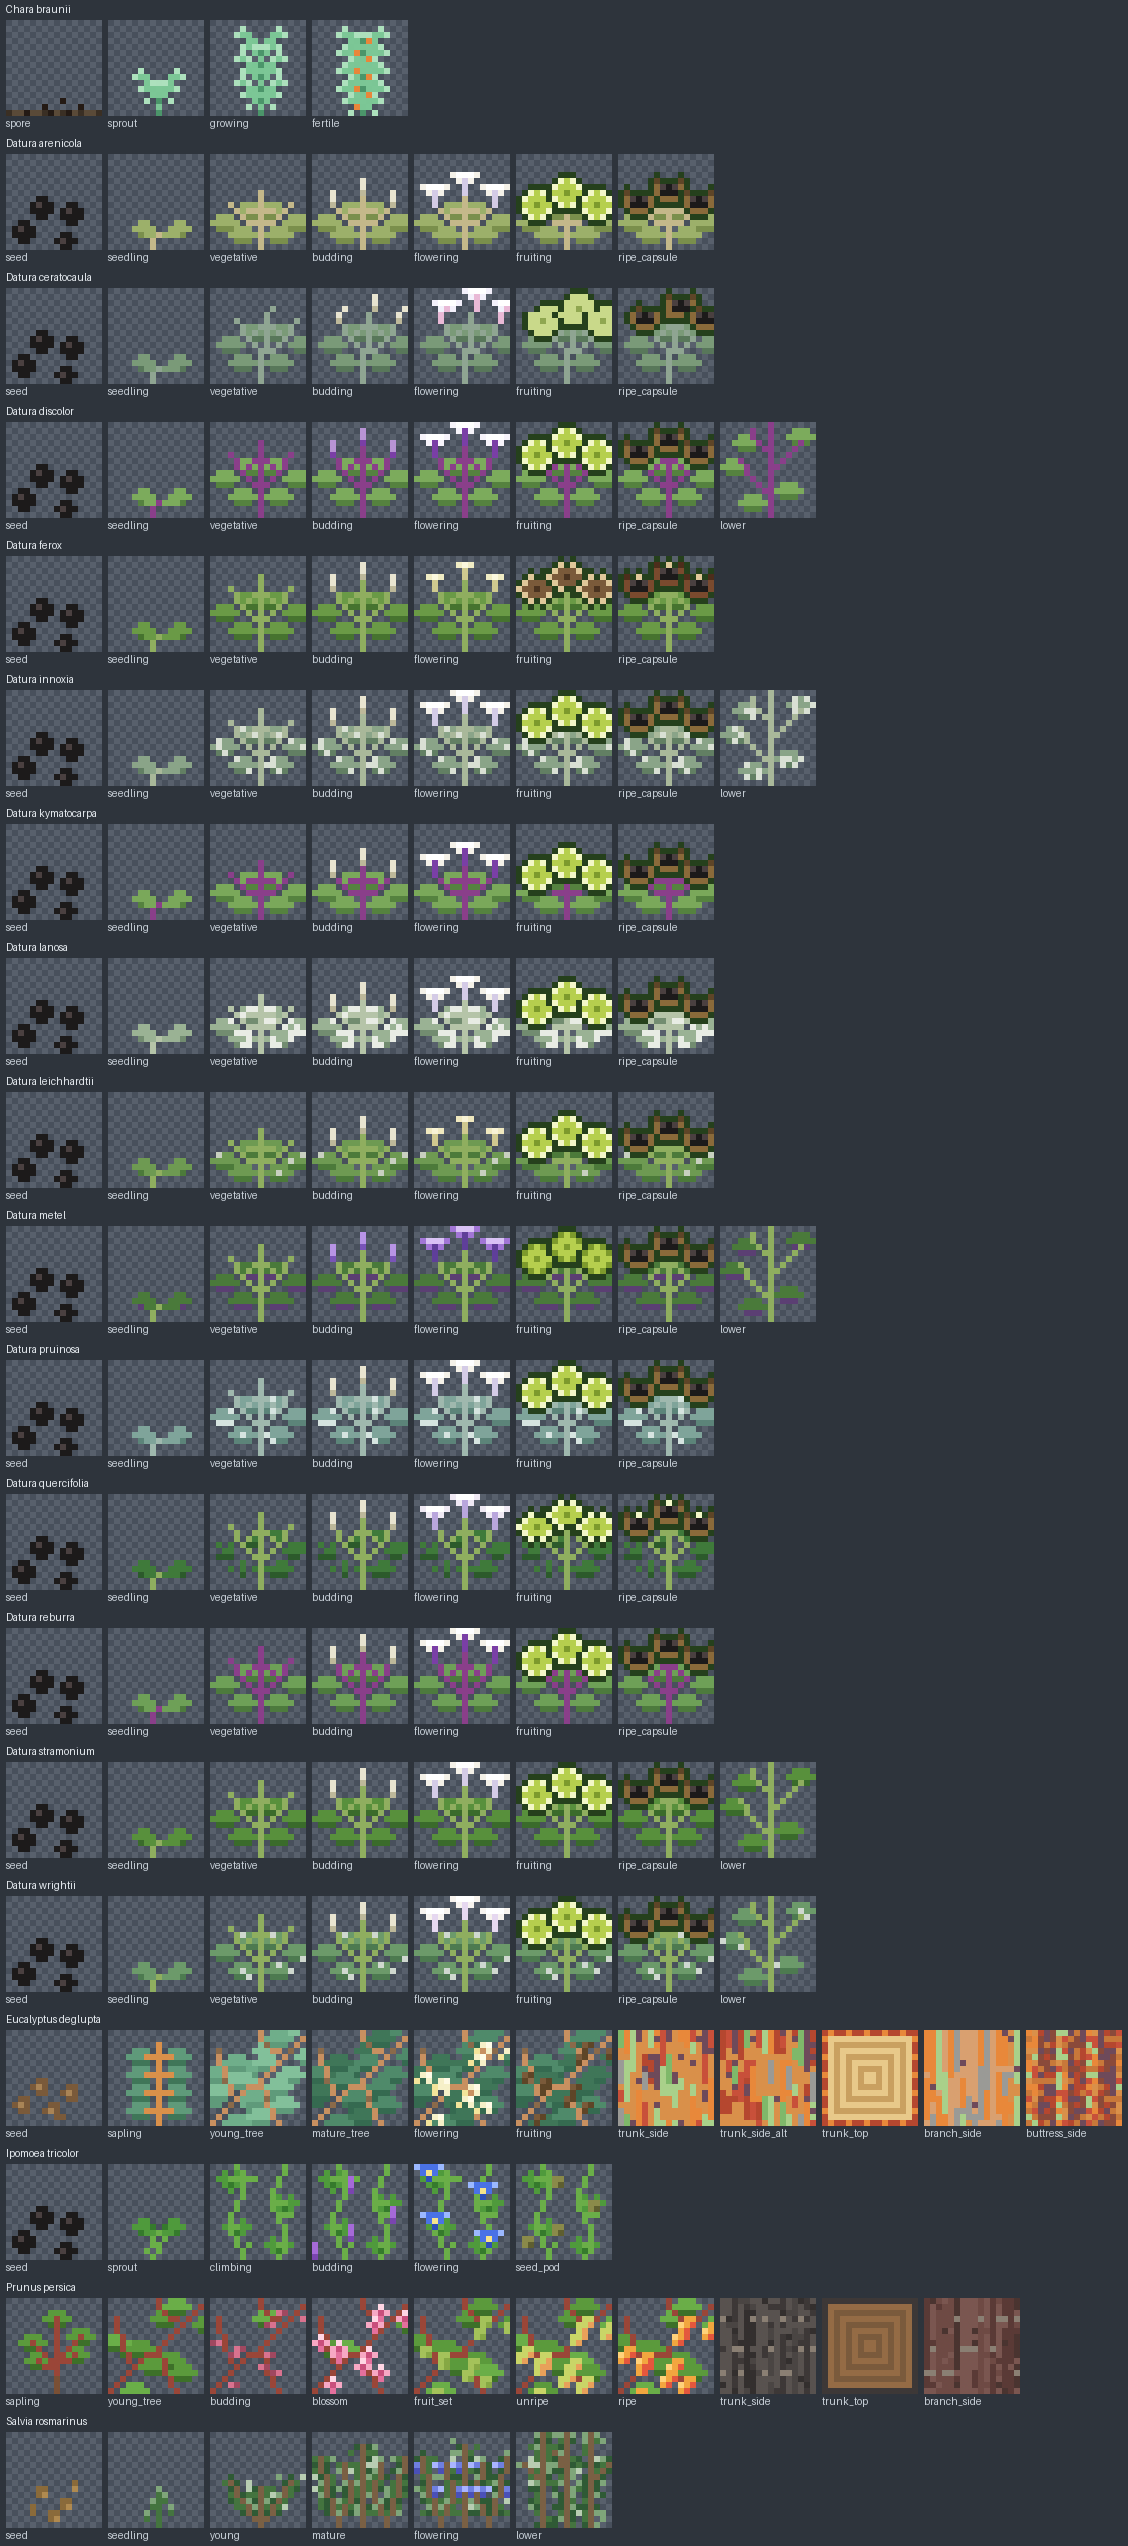 Chara braunii
spore sprout growing fertile
Datura arenicola
seed seedling vegetative budding flowering fruiting ripe_capsule
Datura ceratocaula
seed seedling vegetative budding flowering fruiting ripe_capsule
Datura discolor
seed seedling vegetative budding flowering fruiting ripe_capsule lower
Datura ferox
seed seedling vegetative budding flowering fruiting ripe_capsule
Datura innoxia
seed seedling vegetative budding flowering fruiting ripe_capsule lower
Datura kymatocarpa
seed seedling vegetative budding flowering fruiting ripe_capsule
Datura lanosa
seed seedling vegetative budding flowering fruiting ripe_capsule
Datura leichhardtii
seed seedling vegetative budding flowering fruiting ripe_capsule
Datura metel
seed seedling vegetative budding flowering fruiting ripe_capsule lower
Datura pruinosa
seed seedling vegetative budding flowering fruiting ripe_capsule
Datura quercifolia
seed seedling vegetative budding flowering fruiting ripe_capsule
Datura reburra
seed seedling vegetative budding flowering fruiting ripe_capsule
Datura stramonium
seed seedling vegetative budding flowering fruiting ripe_capsule lower
Datura wrightii
seed seedling vegetative budding flowering fruiting ripe_capsule lower
Eucalyptus deglupta
seed sapling young_tree mature_tree flowering fruiting trunk_side trunk_side_alt trunk_top branch_side buttress_side
Ipomoea tricolor
seed sprout climbing budding flowering seed_pod
Prunus persica
sapling young_tree budding blossom fruit_set unripe ripe trunk_side trunk_top branch_side
Salvia rosmarinus
seed seedling young mature flowering lower